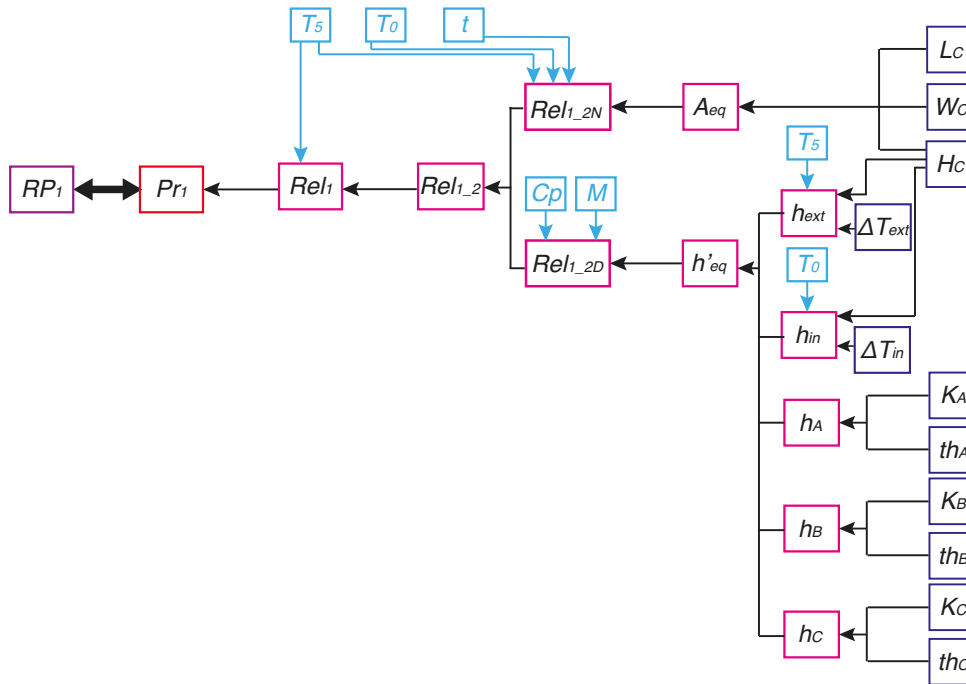 T5 T0 t
LC
Rel1_2N Aeq WC
T5 HC
RP1 Pr1 Rel1 Rel1_2
Cp M hext ΔText
Rel1_2D h'eq T0
hin
ΔTin
KA
hA
thA
KB
hB
thB
KC
hC
thC